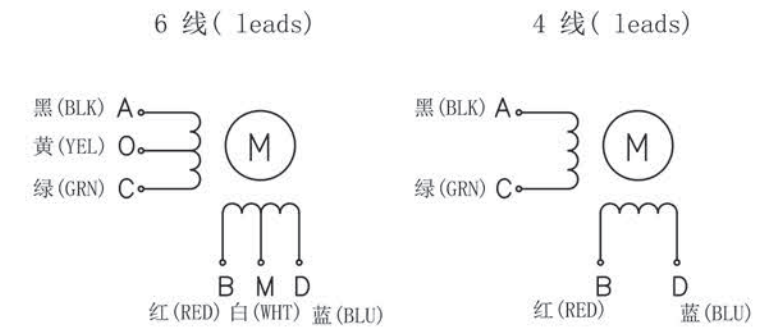 6 线( leads)
4 线( leads)
黑(BLK) A
黄(YEL) O
绿(GRN) C
M
B M D
红(RED) 白(WHT) 蓝(BLU)
黑(BLK) A
绿(GRN) C
M
B D
红(RED) 蓝(BLU)